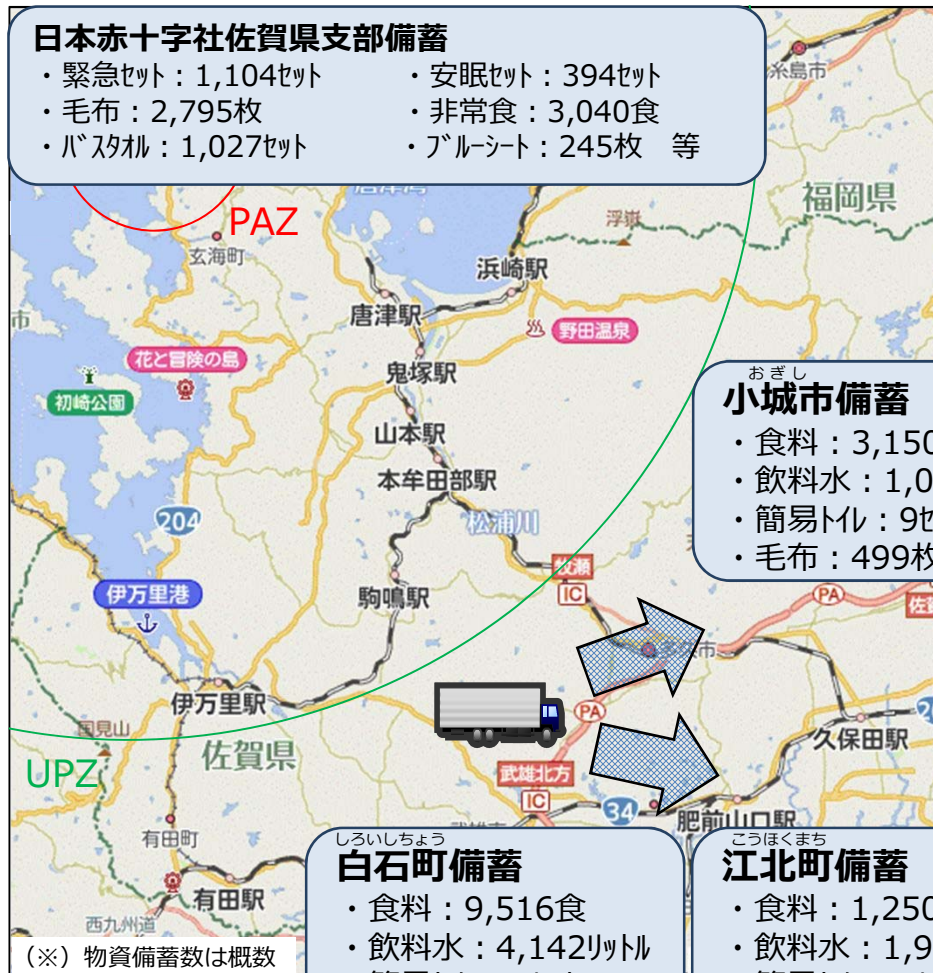 日本赤十字社佐賀県支部備蓄
・緊急セット：1,104セット ・安眠セット：394セット
・毛布：2,795枚 ・非常食：3,040食
・バスタオル：1,027セット ・ブルーシート：245枚 等
糸島市
福岡県
PAZ
浮嶽
玄海町
浜崎駅
市
唐津駅
野田温泉
花と冒険の島
鬼塚駅
初崎公園
おぎし
小城市備蓄
・食料：3,150
・飲料水：1,0
・簡易トイレ：9セ
・毛布：499枚
山本駅
本牟田部駅
204
松浦川
牧瀬
IC
PA
伊万里港
駒鳴駅
伊万里駅
PA
久保田駅
国見山
佐賀県
UPZ
武雄北方
IC
34
肥前山口駅
有田町
有田駅
西九州道
しろいしちょう
白石町備蓄
・食料：9,516食
・飲料水：4,142リットル
こうほくまち
江北町備蓄
・食料：1,250
・飲料水：1,9
（※）物資備蓄数は概数